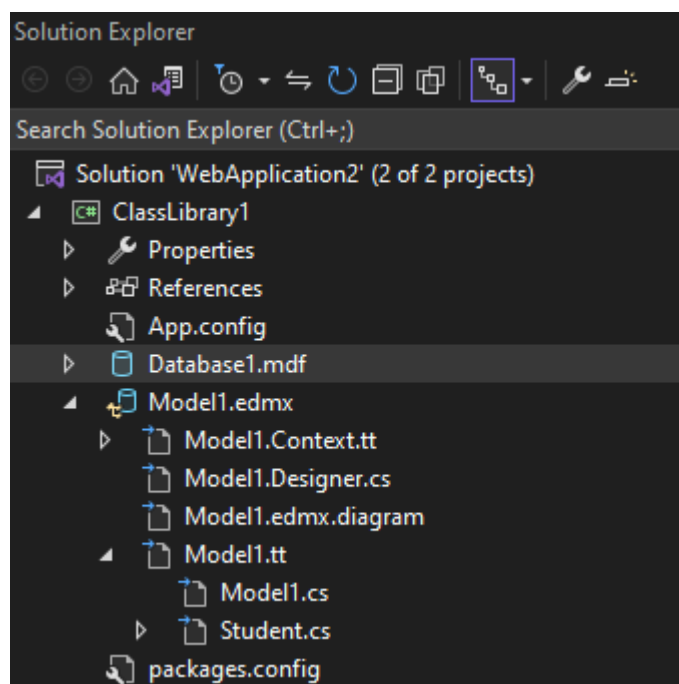 Solution Explorer
Search Solution Explorer (Ctrl+;)
Solution 'WebApplication2' (2 of 2 projects)
C# ClassLibrary1
Properties
References
App.config
Database1.mdf
Model1.edmx
Model1.Context.tt
Model1.Designer.cs
Model1.edmx.diagram
Model1.tt
Model1.cs
Student.cs
packages.config